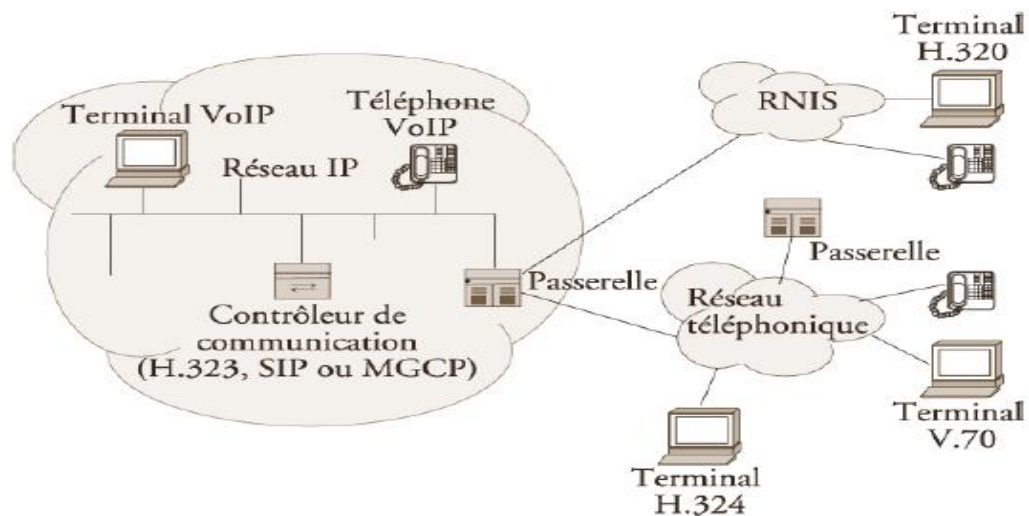 Terminal
H.320
RNIS
Téléphone
VoIP
Terminal VoIP
Réseau IP
Passerelle
Passerelle
Réseau
téléphonique
Contrôleur de
communication
(H.323, SIP ou MGCP)
Terminal
V.70
Terminal
H.324